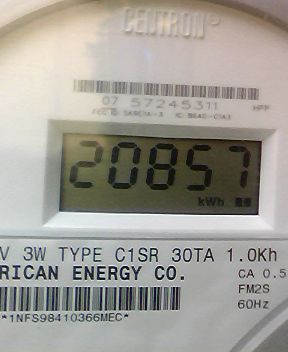 CENTRON®
07 57245311 HPP
20857
kWh
V 3W TYPE C1SR 30TA 1.0Kh
RICAN ENERGY CO. CA 0.5
FM2S
60Hz
*1NFS98410366MEC*